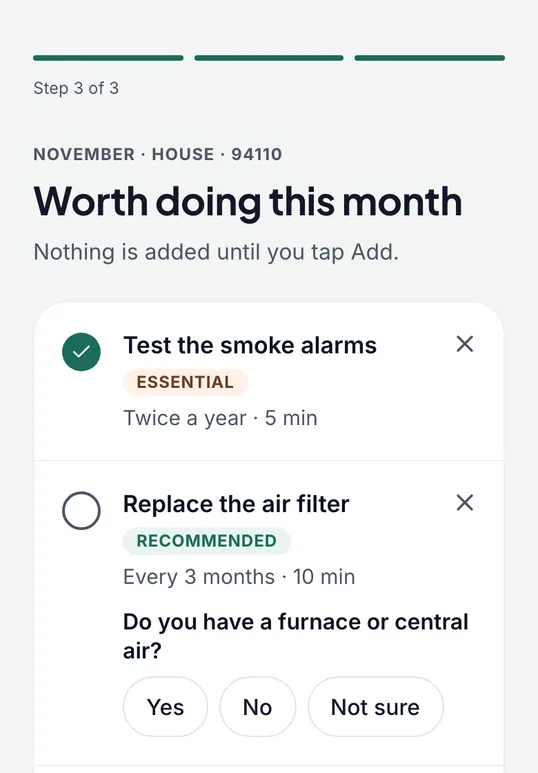 Step 3 of 3
NOVEMBER · HOUSE · 94110
Worth doing this month
Nothing is added until you tap Add.
Test the smoke alarms
ESSENTIAL
Twice a year · 5 min
Replace the air filter
RECOMMENDED
Every 3 months · 10 min
Do you have a furnace or central
air?
Yes No Not sure